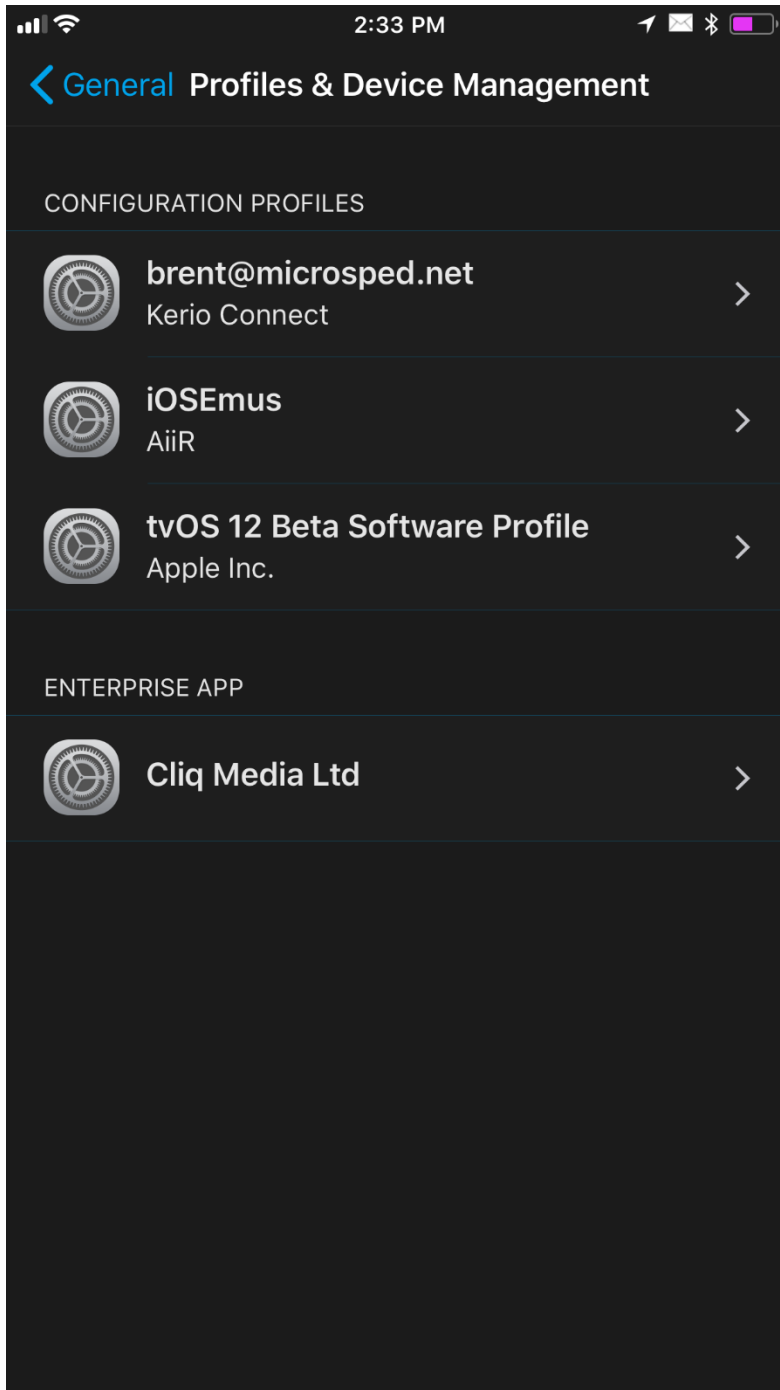 2:33 PM
General Profiles & Device Management
CONFIGURATION PROFILES
brent@microsped.net
Kerio Connect
iOSEmus
AiiR
tvOS 12 Beta Software Profile
Apple Inc.
ENTERPRISE APP
Cliq Media Ltd